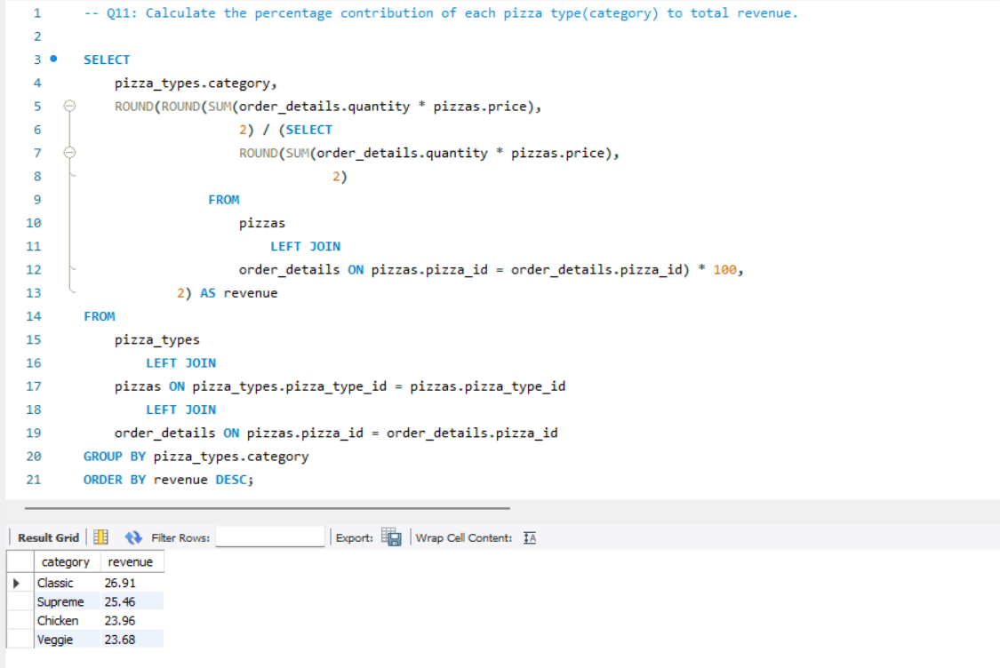 1 -- Q11: Calculate the percentage contribution of each pizza type(category) to total revenue.
2
3 SELECT
4 pizza_types.category,
5 ROUND(ROUND(SUM(order_details.quantity * pizzas.price),
6 2) / (SELECT
7 ROUND(SUM(order_details.quantity * pizzas.price),
8 2)
9 FROM
10 pizzas
11 LEFT JOIN
12 order_details ON pizzas.pizza_id = order_details.pizza_id) * 100,
13 2) AS revenue
14 FROM
15 pizza_types
16 LEFT JOIN
17 pizzas ON pizza_types.pizza_type_id = pizzas.pizza_type_id
18 LEFT JOIN
19 order_details ON pizzas.pizza_id = order_details.pizza_id
20 GROUP BY pizza_types.category
21 ORDER BY revenue DESC;
Result Grid Filter Rows: Export: Wrap Cell Content: IA
category revenue
Classic 26.91
Supreme 25.46
Chicken 23.96
Veggie 23.68